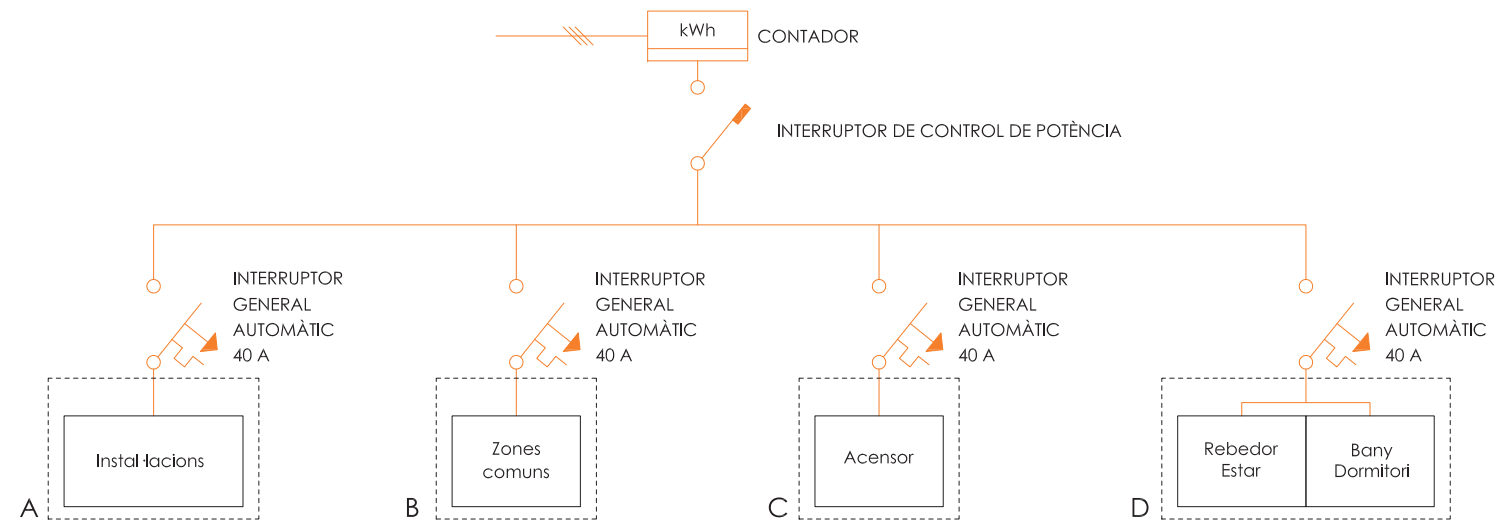 kWh
CONTADOR
INTERRUPTOR DE CONTROL DE POTÈNCIA
INTERRUPTOR
GENERAL
AUTOMÀTIC
40 A
INTERRUPTOR
GENERAL
AUTOMÀTIC
40 A
INTERRUPTOR
GENERAL
AUTOMÀTIC
40 A
INTERRUPTOR
GENERAL
AUTOMÀTIC
40 A
A
Instal·lacions
B
Zones
comuns
C
Acensor
D
Rebedor
Estar
Bany
Dormitori